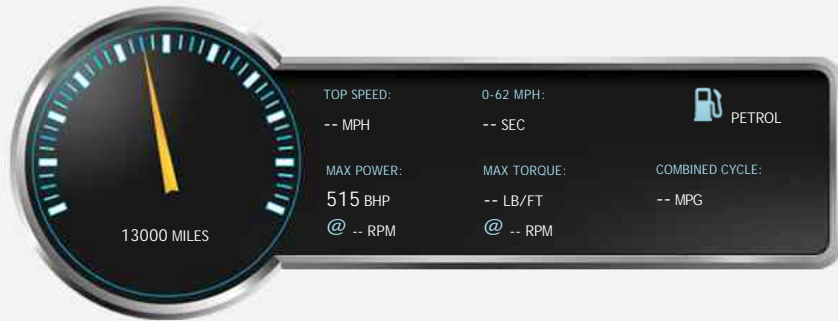 TOP SPEED:
-- MPH
0-62 MPH:
-- SEC
PETROL
MAX POWER:
515 BHP
@ -- RPM
MAX TORQUE:
-- LB/FT
@ -- RPM
COMBINED CYCLE:
-- MPG
13000 MILES